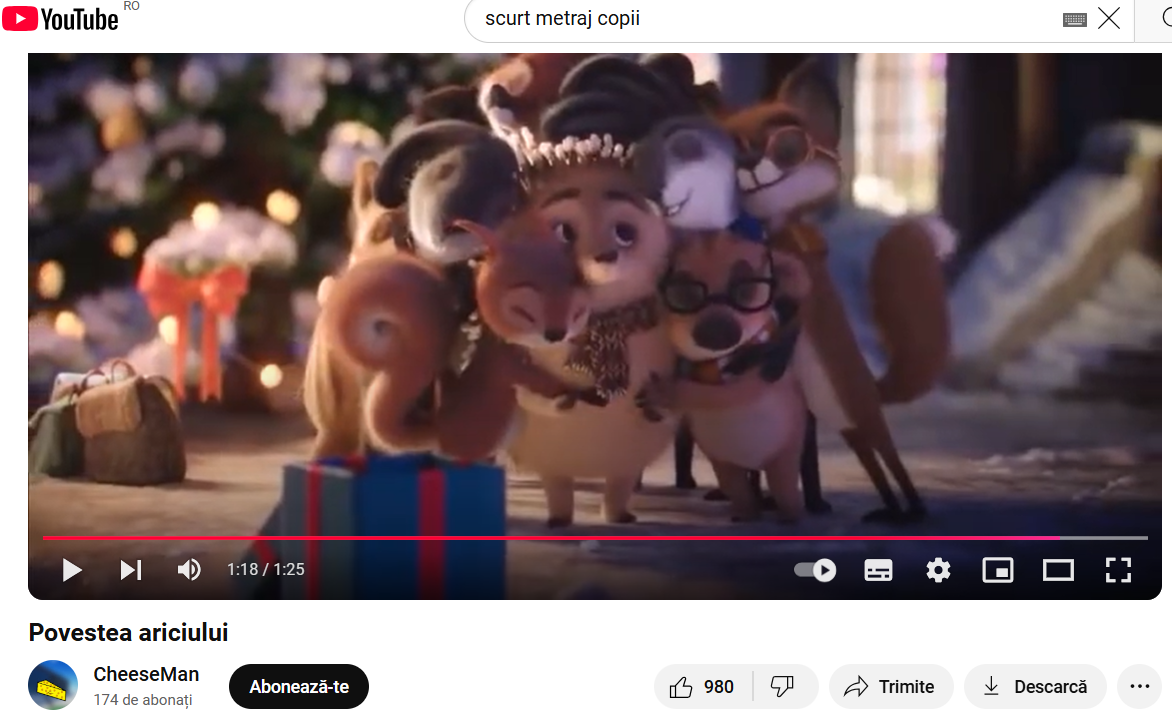 YouTube RO
scurt metraj copii
1:18 / 1:25
Povestea ariciului
CheeseMan
174 de abonați
Abonează-te
980
Trimite
Descarcă